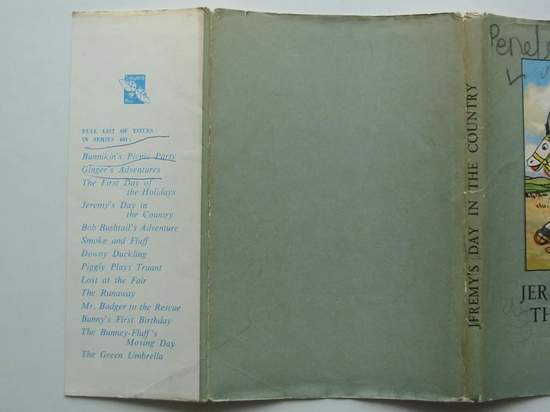 FULL LIST OF TITLES
IN SERIES 401:-
Bunnikin's Picnic Party
Ginger's Adventures
The First Day of
the Holidays
Jeremy's Day in
the Country
Bob Bushtail's Adventure
Smoke and Fluff
Downy Duckling
Piggly Plays Truant
Lost at the Fair
The Runaway
Mr. Badger to the Rescue
Bunny's First Birthday
The Bunney-Fluff's
Moving Day
The Green Umbrella
JEREMY'S DAY IN THE COUNTRY
Penel
JER
TH